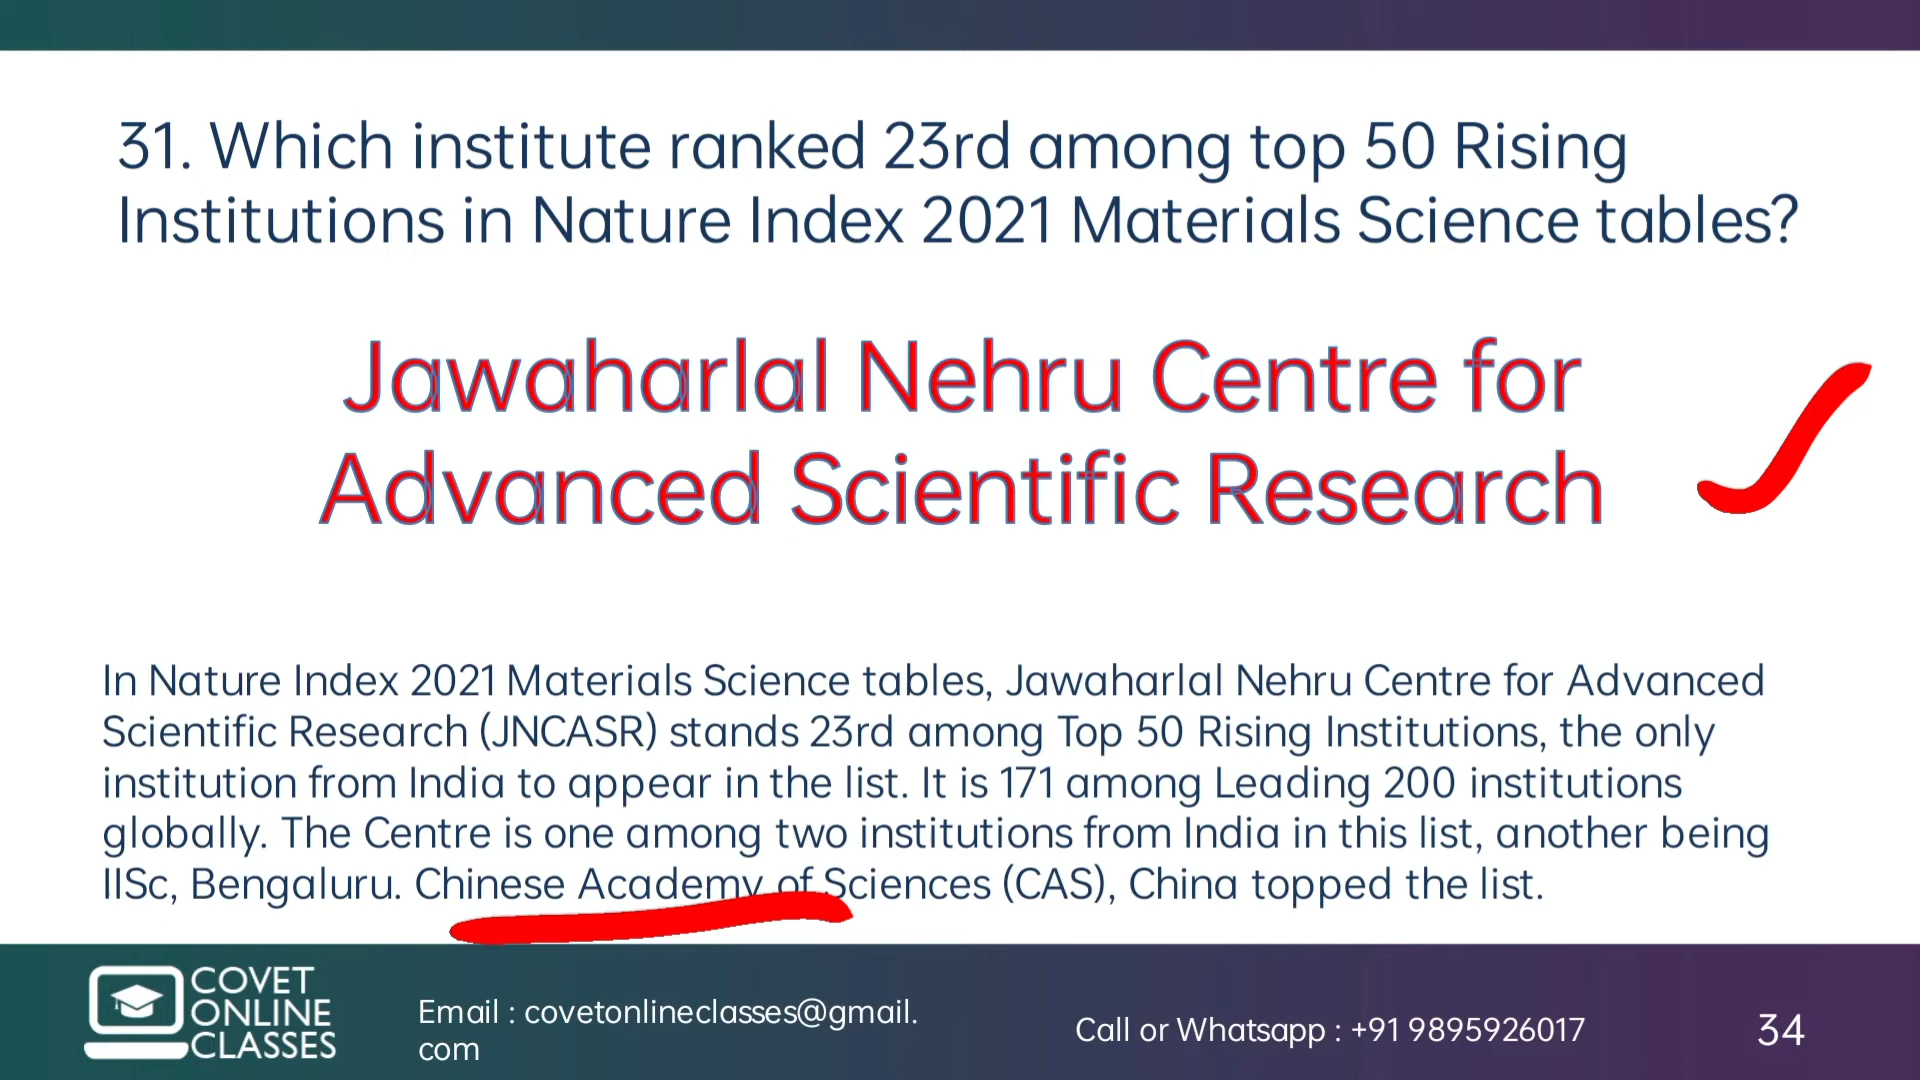 31. Which institute ranked 23rd among top 50 Rising
Institutions in Nature Index 2021 Materials Science tables?
Jawaharlal Nehru Centre for
Advanced Scientific Research
In Nature Index 2021 Materials Science tables, Jawaharlal Nehru Centre for Advanced
Scientific Research (JNCASR) stands 23rd among Top 50 Rising Institutions, the only
institution from India to appear in the list. It is 171 among Leading 200 institutions
globally. The Centre is one among two institutions from India in this list, another being
IISc, Bengaluru. Chinese Academy of Sciences (CAS), China topped the list.
COVET
ONLINE
CLASSES
Email : covetonlineclasses@gmail.
com
Call or Whatsapp : +91 9895926017
34